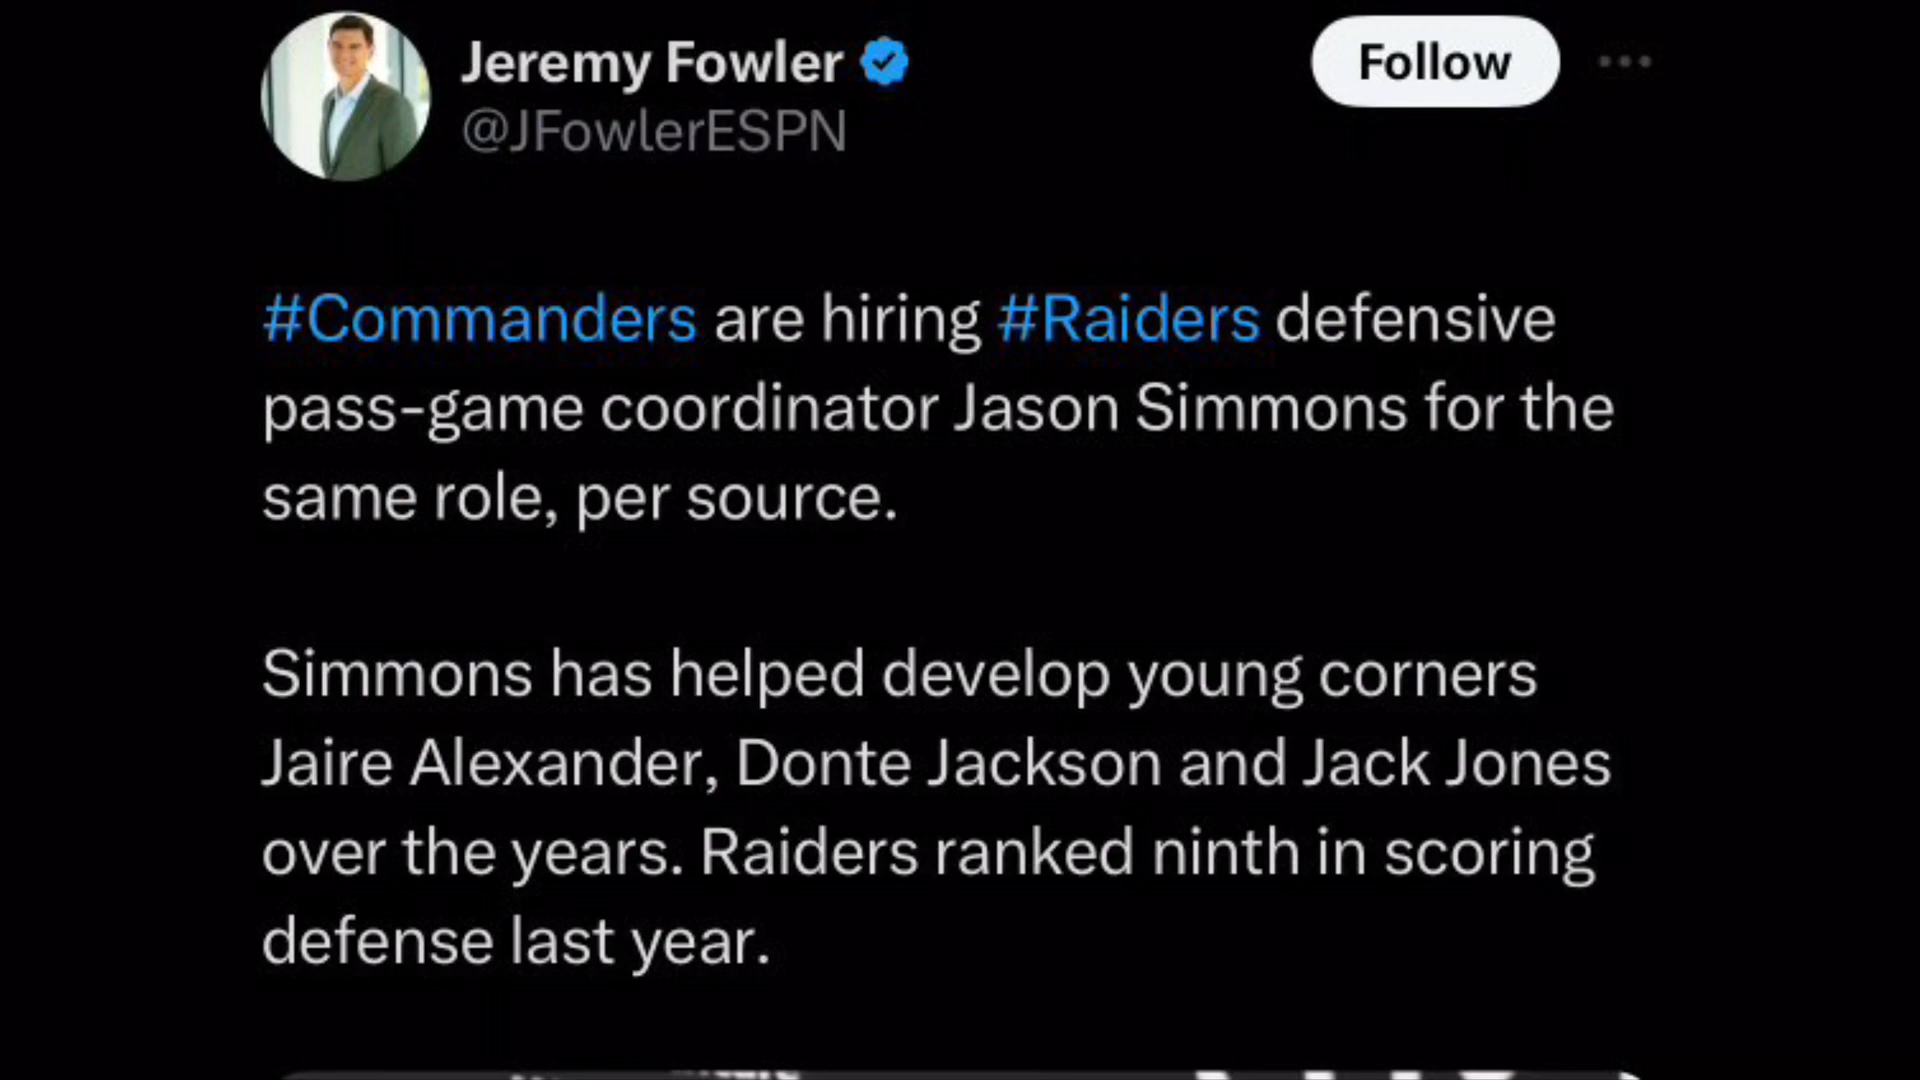 Jeremy Fowler
Follow
@JFowlerESPN
#Commanders are hiring #Raiders defensive
pass-game coordinator Jason Simmons for the
same role, per source.
Simmons has helped develop young corners
Jaire Alexander, Donte Jackson and Jack Jones
over the years. Raiders ranked ninth in scoring
defense last year.